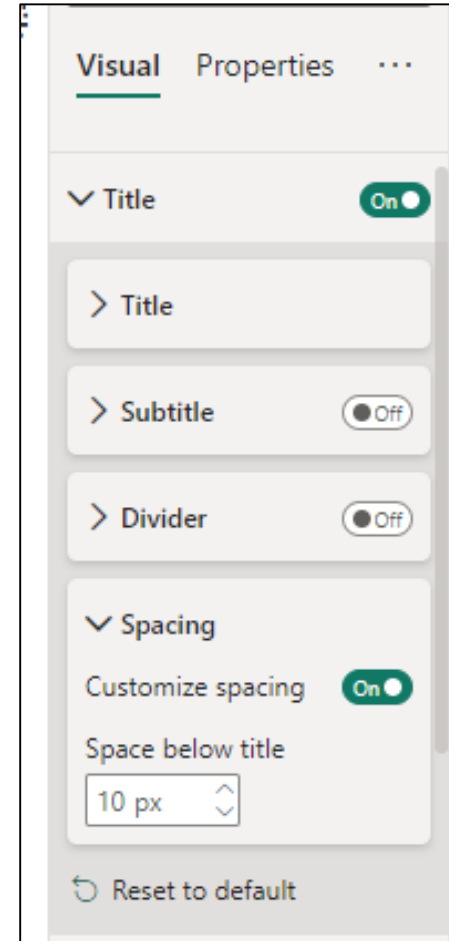 Visual Properties ...
Title On
Title
Subtitle Off
Divider Off
Spacing
Customize spacing On
Space below title
10 px
Reset to default